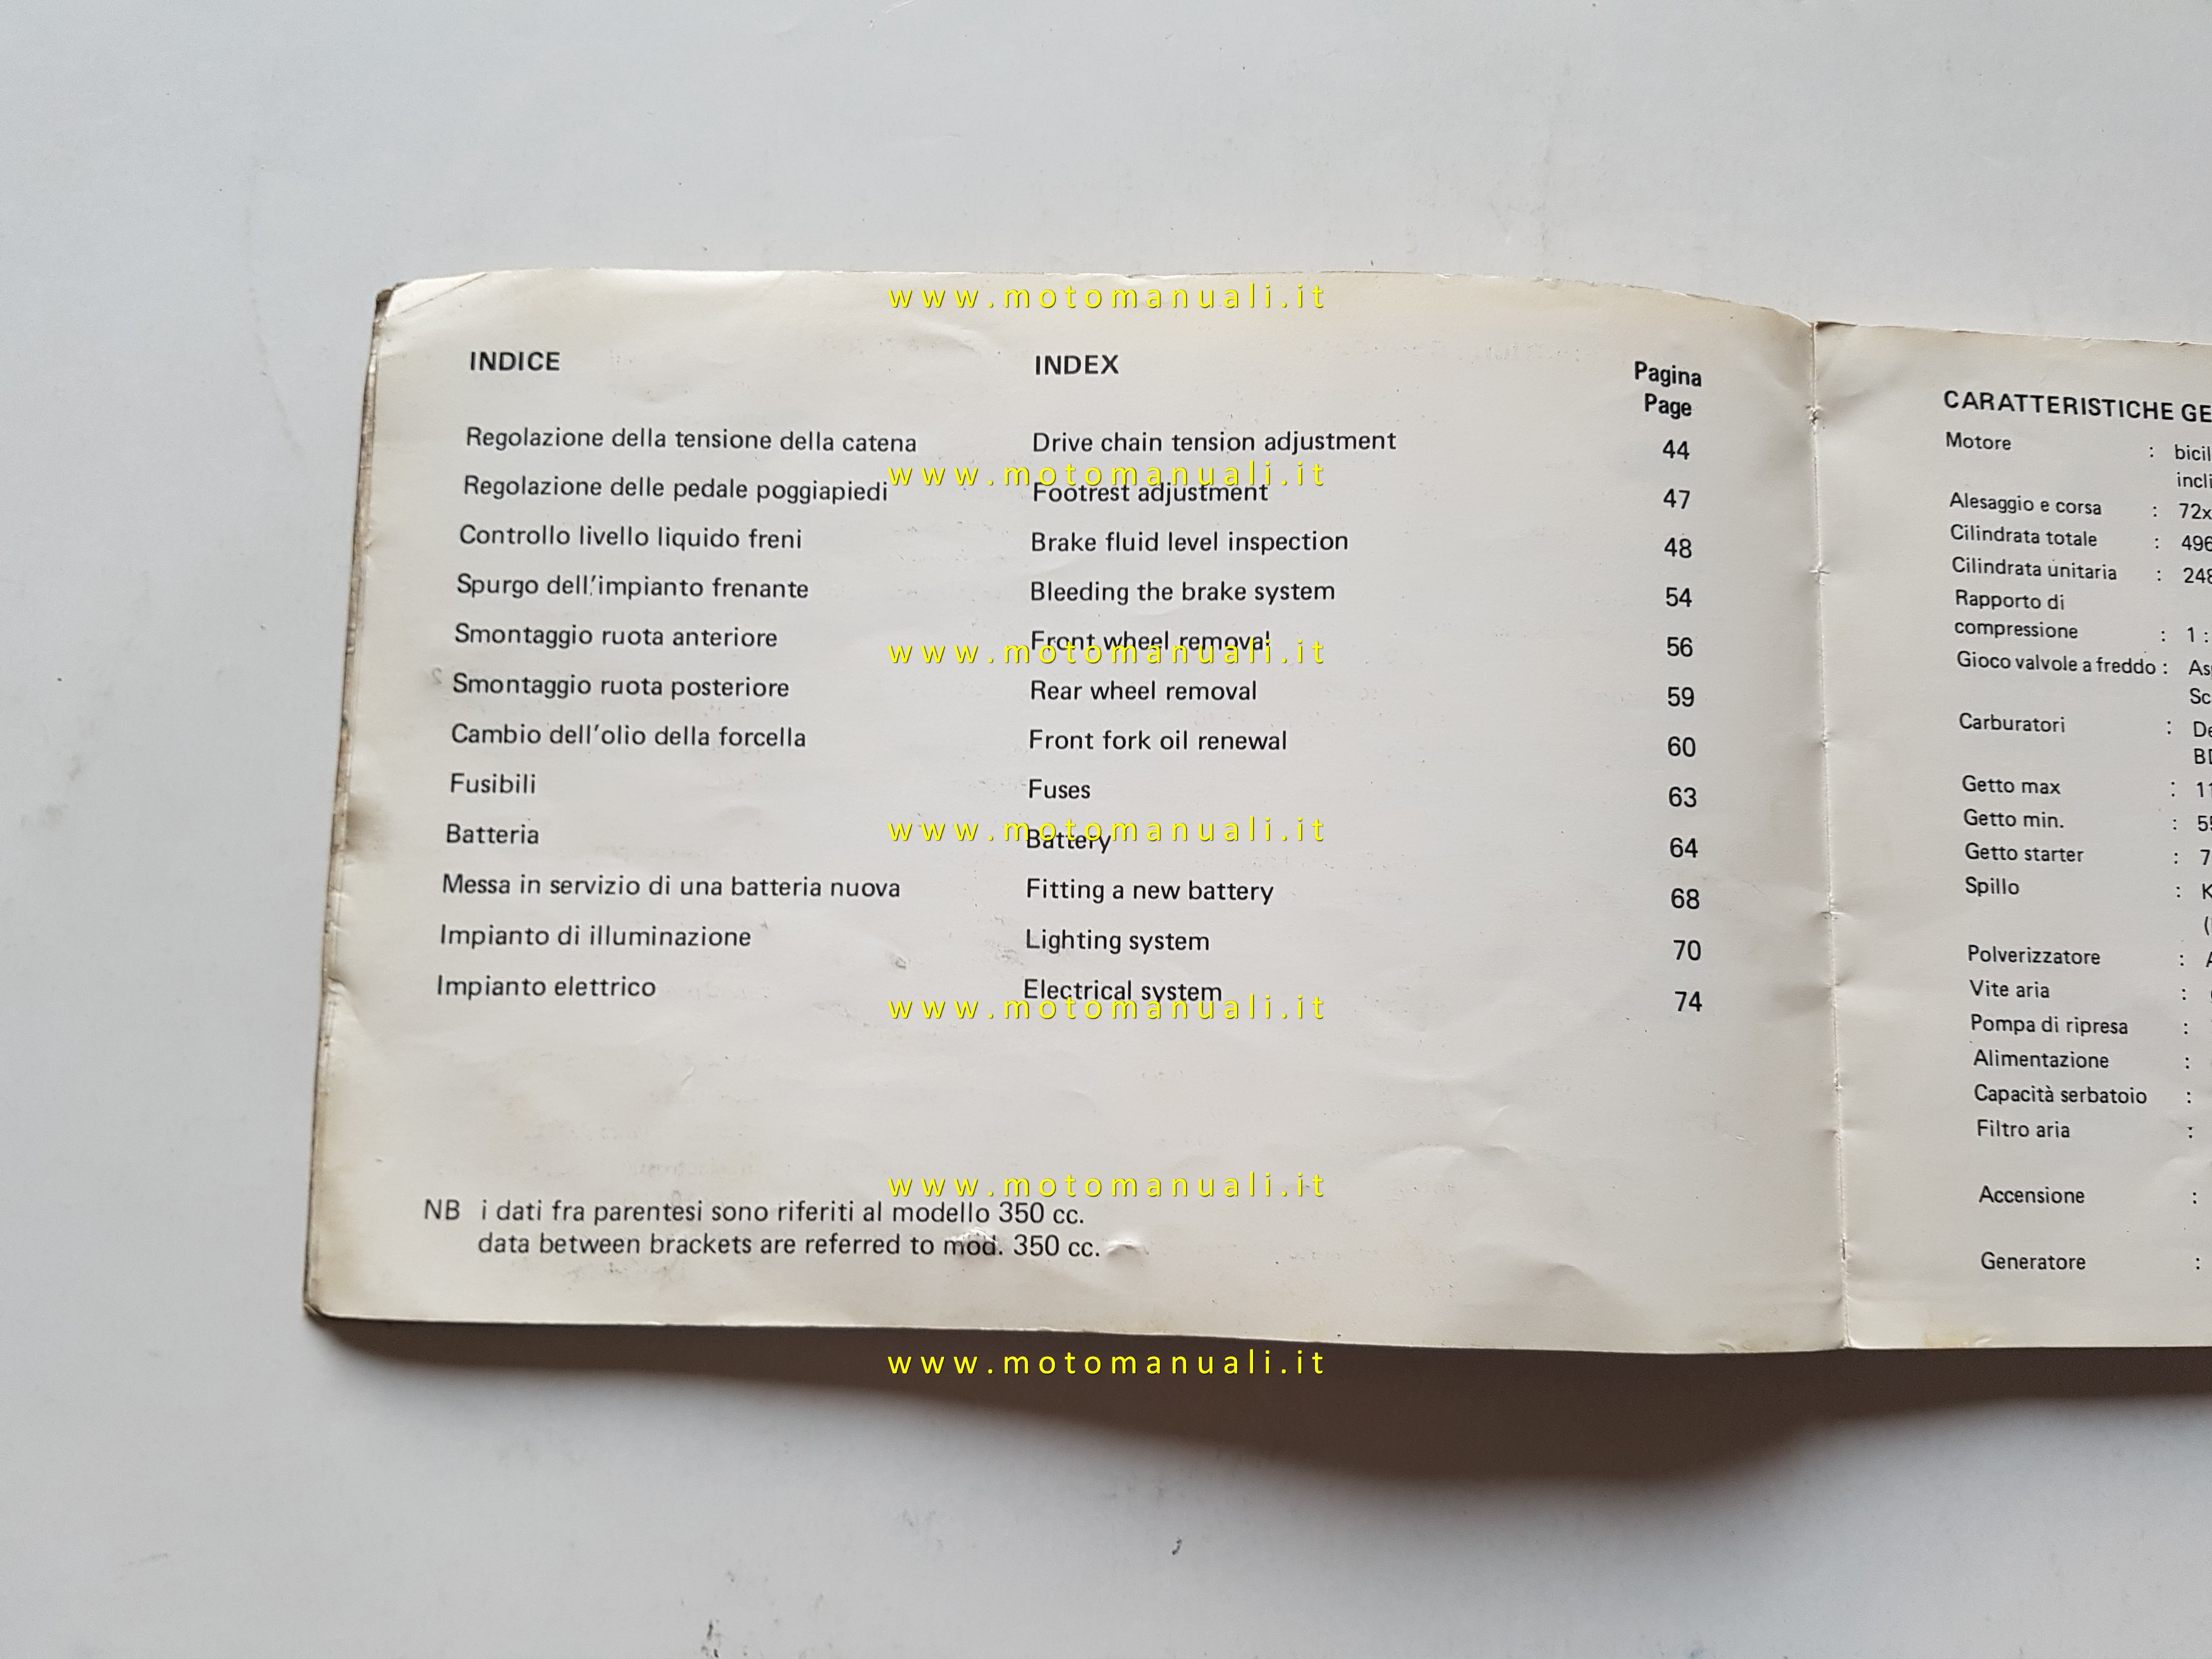 www.motomanuali.it
INDICE INDEX Pagina
Page
Regolazione della tensione della catena Drive chain tension adjustment 44
www.motomanuali.it
Regolazione delle pedale poggiapiedi Footrest adjustment 47
Controllo livello liquido freni Brake fluid level inspection 48
Spurgo dell'impianto frenante Bleeding the brake system 54
Smontaggio ruota anteriore Front wheel removal 56
www.motomanuali.it
Smontaggio ruota posteriore Rear wheel removal 59
Cambio dell'olio della forcella Front fork oil renewal 60
Fusibili Fuses 63
www.motomanuali.it
Batteria Battery 64
Messa in servizio di una batteria nuova Fitting a new battery 68
Impianto di illuminazione Lighting system 70
Impianto elettrico Electrical system 74
www.motomanuali.it
www.motomanuali.it
NB i dati fra parentesi sono riferiti al modello 350 cc.
data between brackets are referred to mod. 350 cc.
www.motomanuali.it
CARATTERISTICHE
Motore :
Alesaggio e corsa :
Cilindrata totale :
Cilindrata unitaria :
Rapporto di
compressione : 1 :
Gioco valvole a freddo :
Carburatori :
Getto max :
Getto min. :
Getto starter :
Spillo :
Polverizzatore :
Vite aria :
Pompa di ripresa :
Alimentazione :
Capacità serbatoio :
Filtro aria :
Accensione :
Generatore :